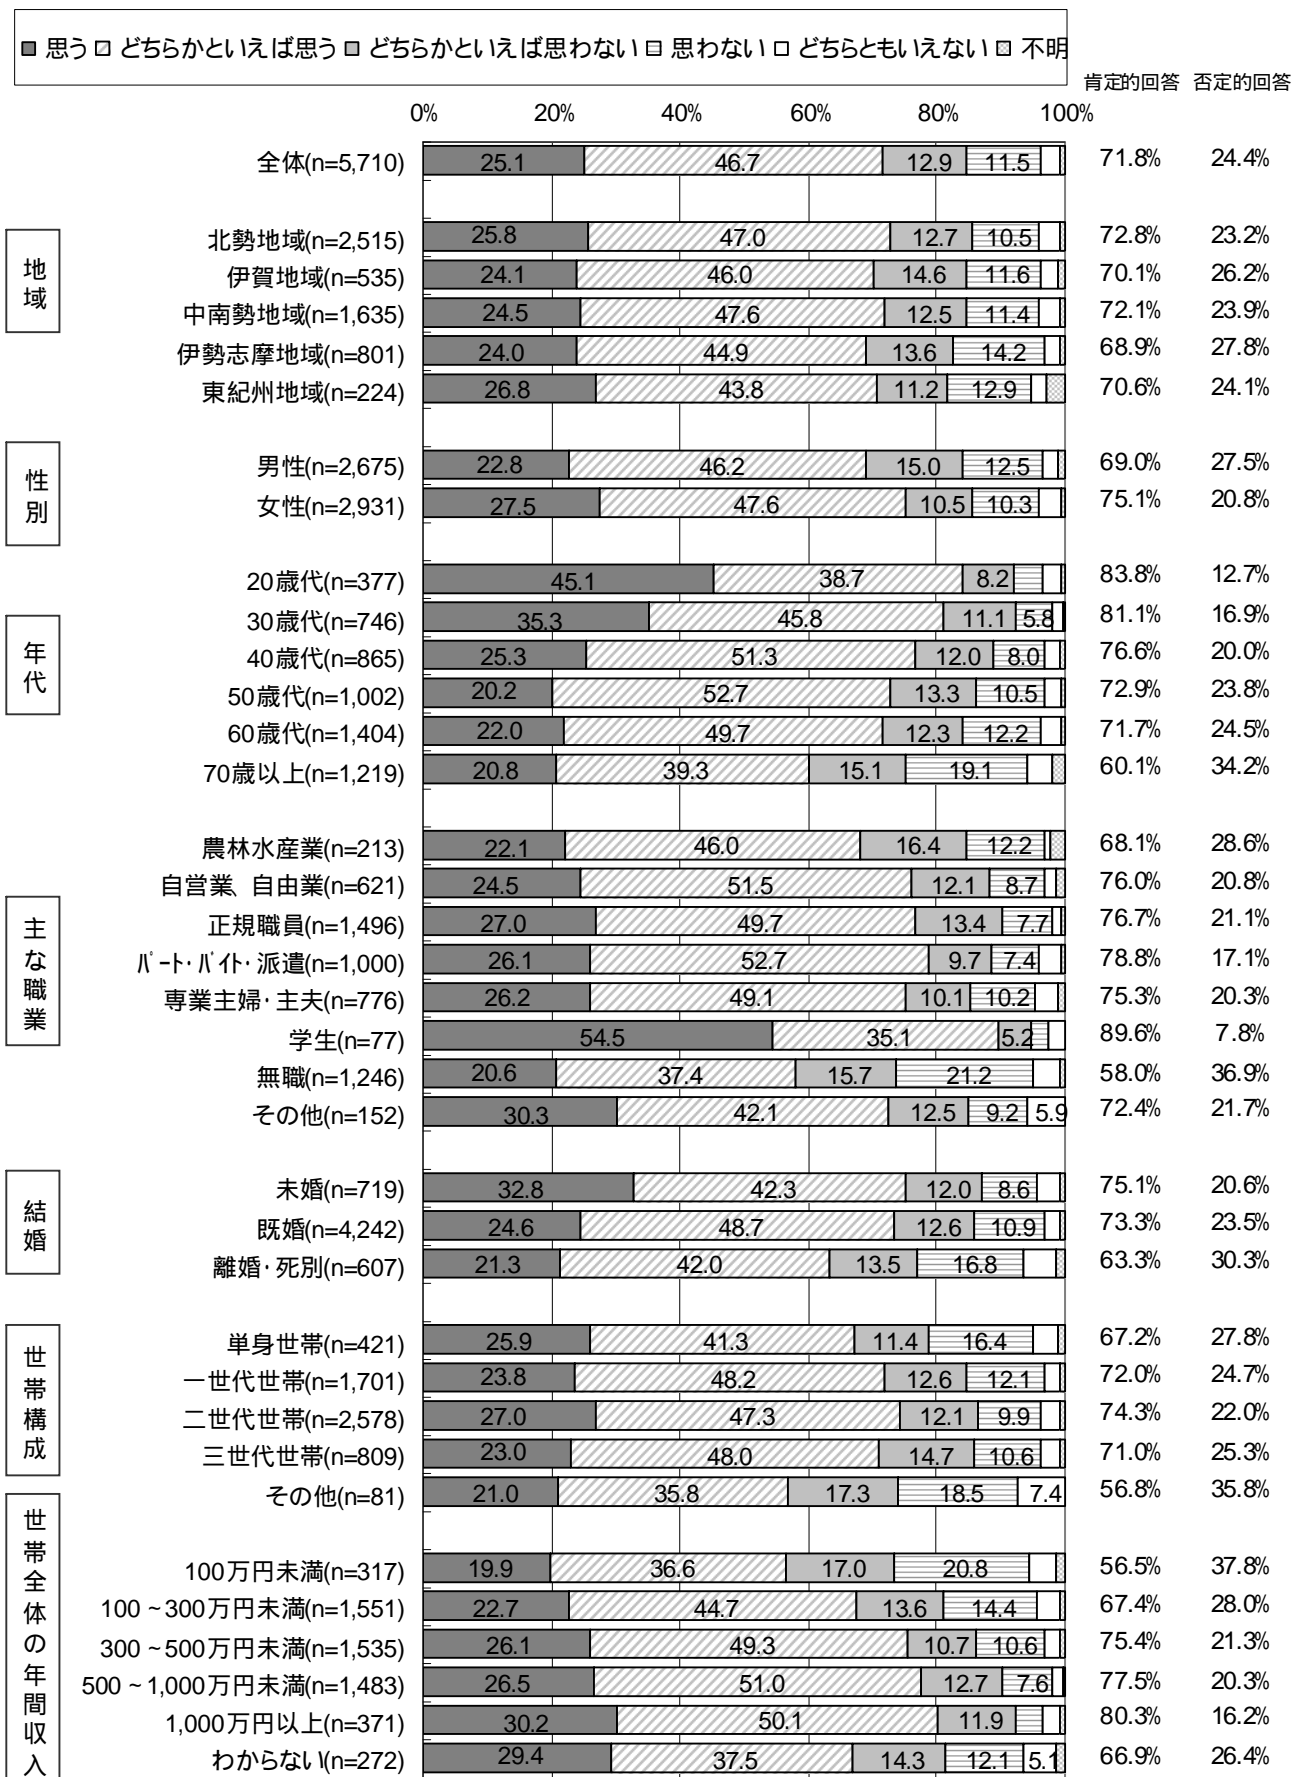 思う どちらかといえば思う どちらかといえば思わない 思わない どちらともいえない 不明
肯定的回答 否定的回答
0% 20% 40% 60% 80% 100%
全体(n=5,710) 25.1 46.7 12.9 11.5 71.8% 24.4%
地域
北勢地域(n=2,515) 25.8 47.0 12.7 10.5 72.8% 23.2%
伊賀地域(n=535) 24.1 46.0 14.6 11.6 70.1% 26.2%
中南勢地域(n=1,635) 24.5 47.6 12.5 11.4 72.1% 23.9%
伊勢志摩地域(n=801) 24.0 44.9 13.6 14.2 68.9% 27.8%
東紀州地域(n=224) 26.8 43.8 11.2 12.9 70.6% 24.1%
性別
男性(n=2,675) 22.8 46.2 15.0 12.5 69.0% 27.5%
女性(n=2,931) 27.5 47.6 10.5 10.3 75.1% 20.8%
年代
20歳代(n=377) 45.1 38.7 8.2 83.8% 12.7%
30歳代(n=746) 35.3 45.8 11.1 5.8 81.1% 16.9%
40歳代(n=865) 25.3 51.3 12.0 8.0 76.6% 20.0%
50歳代(n=1,002) 20.2 52.7 13.3 10.5 72.9% 23.8%
60歳代(n=1,404) 22.0 49.7 12.3 12.2 71.7% 24.5%
70歳以上(n=1,219) 20.8 39.3 15.1 19.1 60.1% 34.2%
主な職業
農林水産業(n=213) 22.1 46.0 16.4 12.2 68.1% 28.6%
自営業、自由業(n=621) 24.5 51.5 12.1 8.7 76.0% 20.8%
正規職員(n=1,496) 27.0 49.7 13.4 7.7 76.7% 21.1%
ﾊﾟｰﾄ･ﾊﾞｲﾄ･派遣(n=1,000) 26.1 52.7 9.7 7.4 78.8% 17.1%
専業主婦･主夫(n=776) 26.2 49.1 10.1 10.2 75.3% 20.3%
学生(n=77) 54.5 35.1 5.2 89.6% 7.8%
無職(n=1,246) 20.6 37.4 15.7 21.2 58.0% 36.9%
その他(n=152) 30.3 42.1 12.5 9.2 5.9 72.4% 21.7%
結婚
未婚(n=719) 32.8 42.3 12.0 8.6 75.1% 20.6%
既婚(n=4,242) 24.6 48.7 12.6 10.9 73.3% 23.5%
離婚･死別(n=607) 21.3 42.0 13.5 16.8 63.3% 30.3%
世帯構成
単身世帯(n=421) 25.9 41.3 11.4 16.4 67.2% 27.8%
一世代世帯(n=1,701) 23.8 48.2 12.6 12.1 72.0% 24.7%
二世代世帯(n=2,578) 27.0 47.3 12.1 9.9 74.3% 22.0%
三世代世帯(n=809) 23.0 48.0 14.7 10.6 71.0% 25.3%
その他(n=81) 21.0 35.8 17.3 18.5 7.4 56.8% 35.8%
世帯全体の年間収入
100万円未満(n=317) 19.9 36.6 17.0 20.8 56.5% 37.8%
100~300万円未満(n=1,551) 22.7 44.7 13.6 14.4 67.4% 28.0%
300~500万円未満(n=1,535) 26.1 49.3 10.7 10.6 75.4% 21.3%
500~1,000万円未満(n=1,483) 26.5 51.0 12.7 7.6 77.5% 20.3%
1,000万円以上(n=371) 30.2 50.1 11.9 80.3% 16.2%
わからない(n=272) 29.4 37.5 14.3 12.1 5.1 66.9% 26.4%